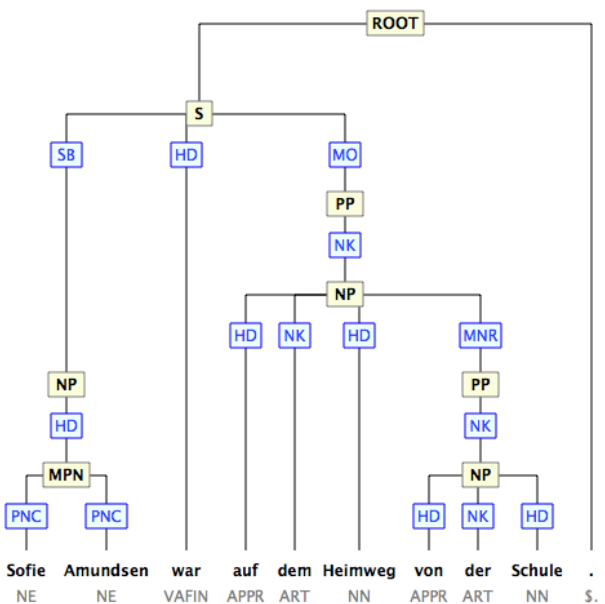 ROOT
S
SB HD MO
PP
NK
NP
HD NK HD MNR
NP PP
HD NK
MPN NP
PNC PNC HD NK HD
Sofie Amundsen war auf dem Heimweg von der Schule .
NE NE VAFIN APPR ART NN APPR ART NN $.